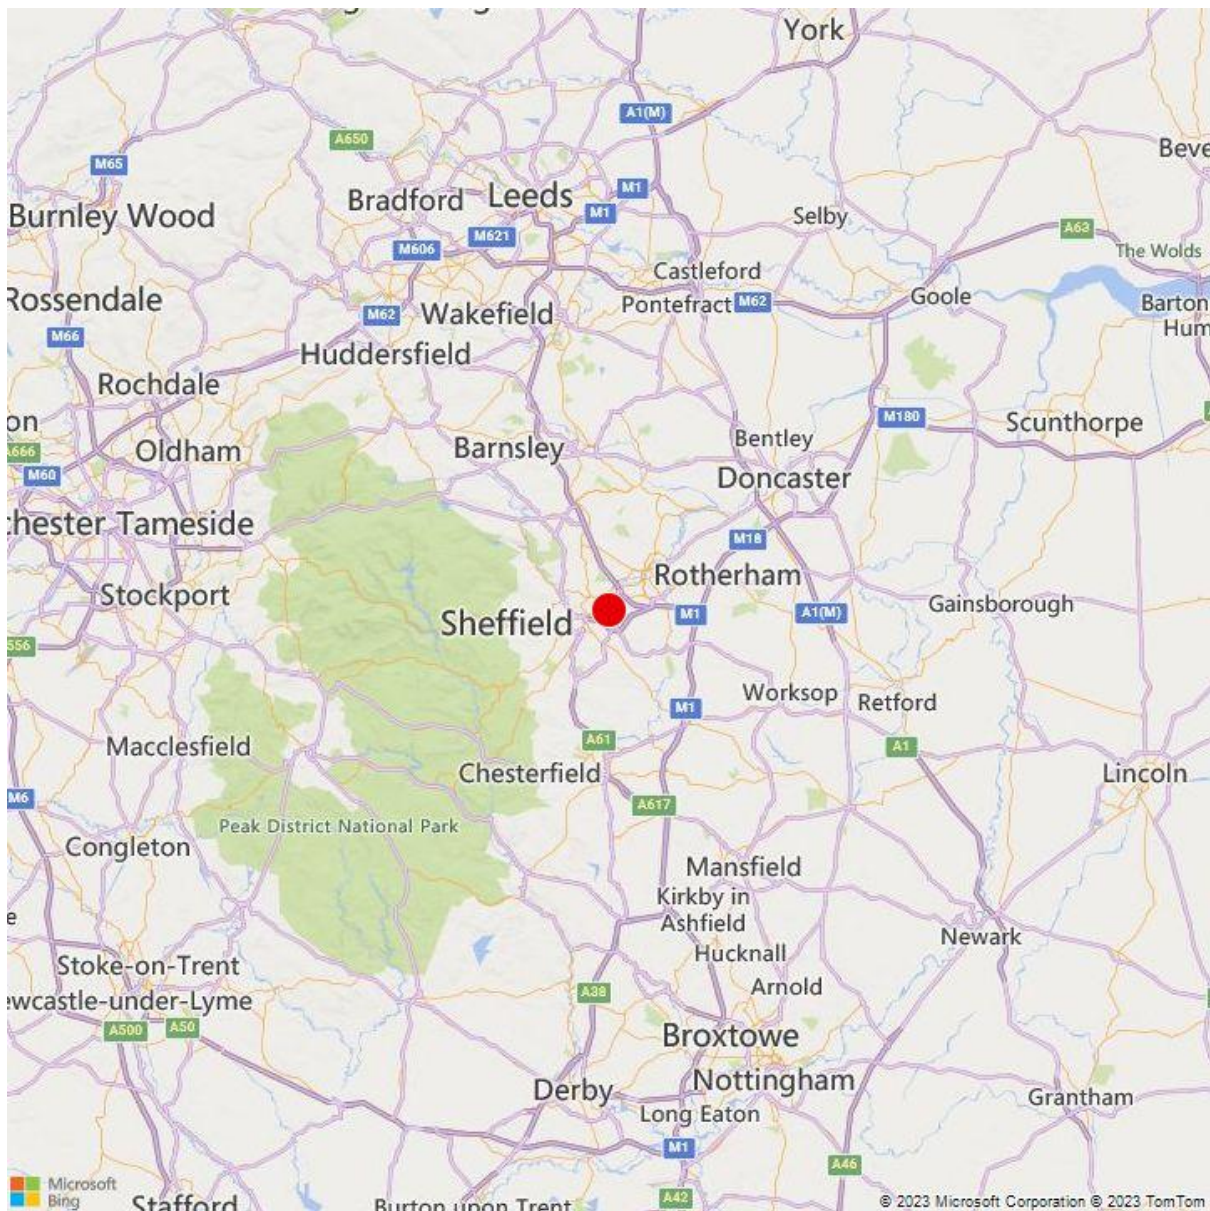 York
A1(M)
A650
Beve
M65
M1
Bradford
Leeds
M1
Selby
Burnley Wood
A63
M621
M606
The Wolds
Castleford
Rossendale
Goole
Barton
Pontefract
M62
M62
Wakefield
Hum
M66
Huddersfield
Rochdale
on
M180
Scunthorpe
Bentley
Barnsley
Oldham
A666
M60
Doncaster
chester
Tameside
M18
Rotherham
Stockport
Gainsborough
M1
A1(M)
Sheffield
556
Worksop
Retford
M1
A61
Macclesfield
A1
Chesterfield
Lincoln
M6
A617
Peak District National Park
Congleton
Mansfield
Kirkby in
Ashfield
e
Newark
Hucknall
Stoke-on-Trent
Arnold
A38
ewcastle-under-Lyme
A500
A50
Broxtowe
Nottingham
Derby
Grantham
Long Eaton
M1
A46
Microsoft
Bing
A42
Stafford
Burton upon Trent
© 2023 Microsoft Corporation © 2023 TomTom